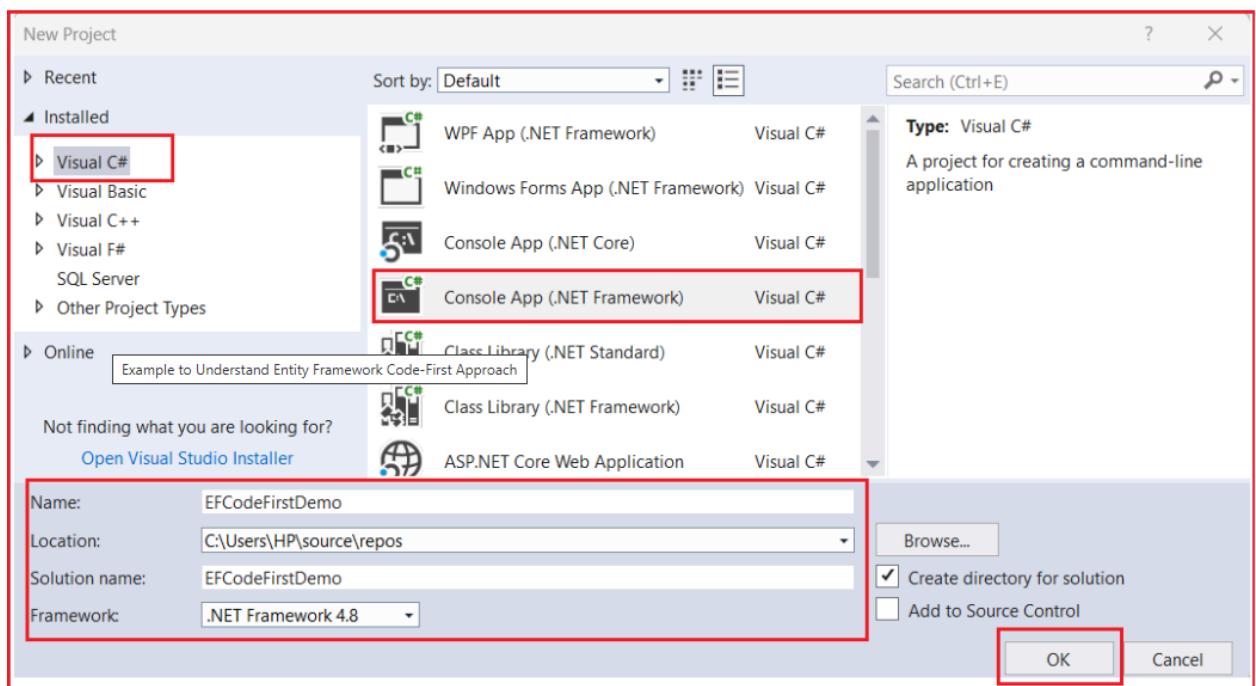 New Project
?
Recent
Installed
Visual C#
Visual Basic
Visual C++
Visual F#
SQL Server
Other Project Types
Online
Example to Understand Entity Framework Code-First Approach
Not finding what you are looking for?
Open Visual Studio Installer
Sort by: Default
C# WPF App (.NET Framework) Visual C#
C# Windows Forms App (.NET Framework) Visual C#
C:\ Console App (.NET Core) Visual C#
C# C:\ Console App (.NET Framework) Visual C#
C# Class Library (.NET Standard) Visual C#
C# Class Library (.NET Framework) Visual C#
ASP.NET Core Web Application Visual C#
Search (Ctrl+E)
Type: Visual C#
A project for creating a command-line
application
Name: EFCodeFirstDemo
Location: C:\Users\HP\source\repos
Solution name: EFCodeFirstDemo
Framework: .NET Framework 4.8
Browse...
Create directory for solution
Add to Source Control
OK
Cancel